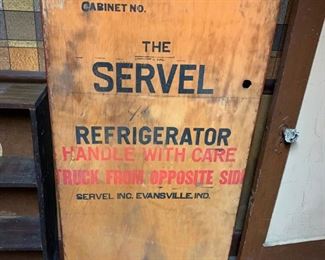 CABINET NO.
THE
SERVEL
REFRIGERATOR
HANDLE WITH CARE
TRUCK FROM OPPOSITE SIDE
SERVEL INC. EVANSVILLE, IND.